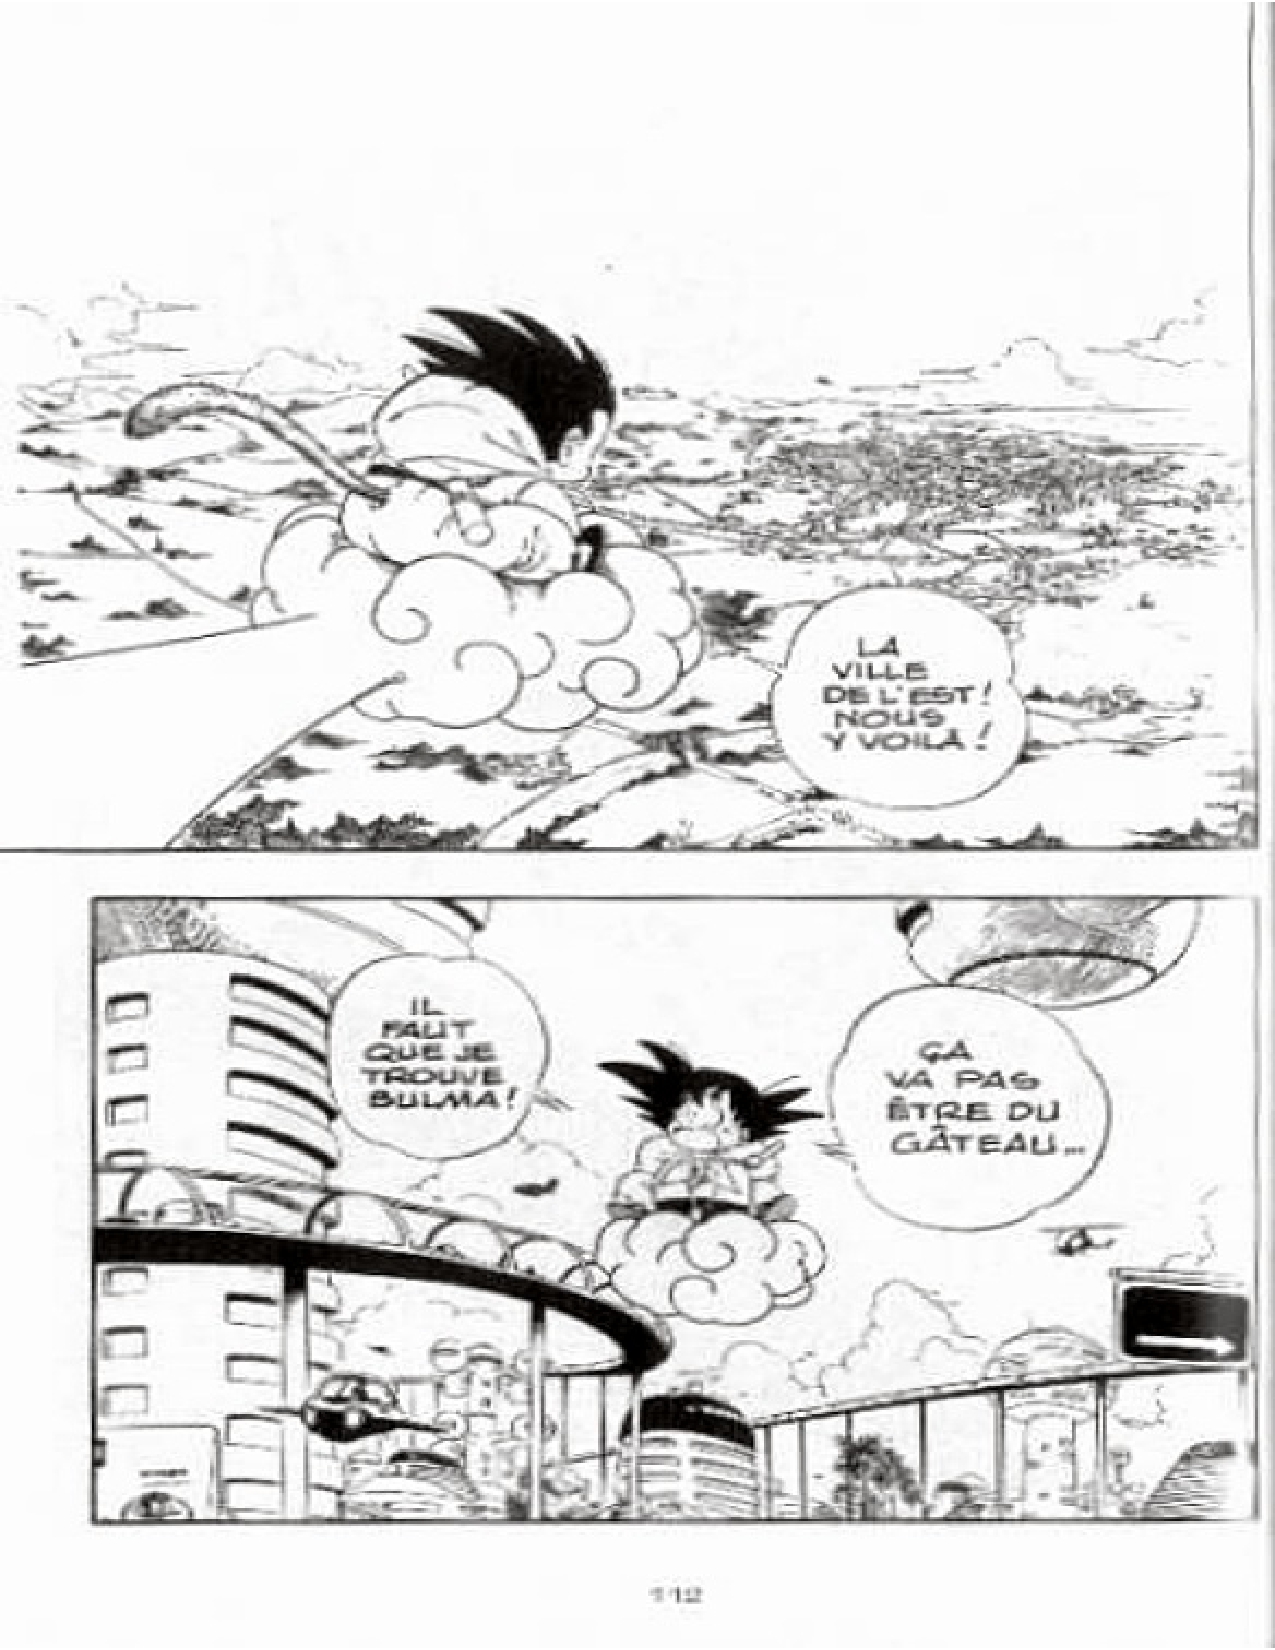 LA
VILLE
DE L'EST!
NOUS
Y VOILÀ!
IL
FAUT
QUE JE
TROUVE
BULMA!
ÇA
VA PAS
ÊTRE DU
GÂTEAU...
112